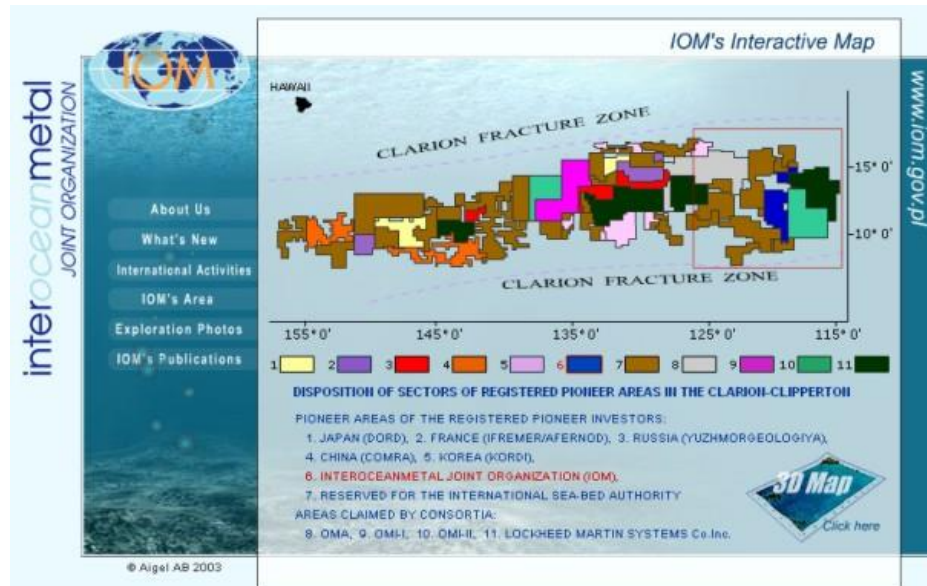 interoceanmetal
JOINT ORGANIZATION
IOM
About Us
What's New
International Activities
IOM's Area
Exploration Photos
IOM's Publications
© Aigel AB 2003
IOM's Interactive Map
www.iom.gov.pl
HAWAII
CLARION FRACTURE ZONE
15° 0'
10° 0'
CLARION FRACTURE ZONE
155° 0' 145° 0' 135° 0' 125° 0' 115° 0'
1 2 3 4 5 6 7 8 9 10 11
DISPOSITION OF SECTORS OF REGISTERED PIONEER AREAS IN THE CLARION-CLIPPERTON
PIONEER AREAS OF THE REGISTERED PIONEER INVESTORS:
1. JAPAN (DORD), 2. FRANCE (IFREMER/AFERNOD), 3. RUSSIA (YUZHMORGEOLOGIYA),
4. CHINA (COMRA), 5. KOREA (KORDI),
6. INTEROCEANMETAL JOINT ORGANIZATION (IOM),
7. RESERVED FOR THE INTERNATIONAL SEA-BED AUTHORITY
AREAS CLAIMED BY CONSORTIA:
8. OMA, 9. OMI-I, 10. OMI-II, 11. LOCKHEED MARTIN SYSTEMS Co.Inc.
3D Map
Click here